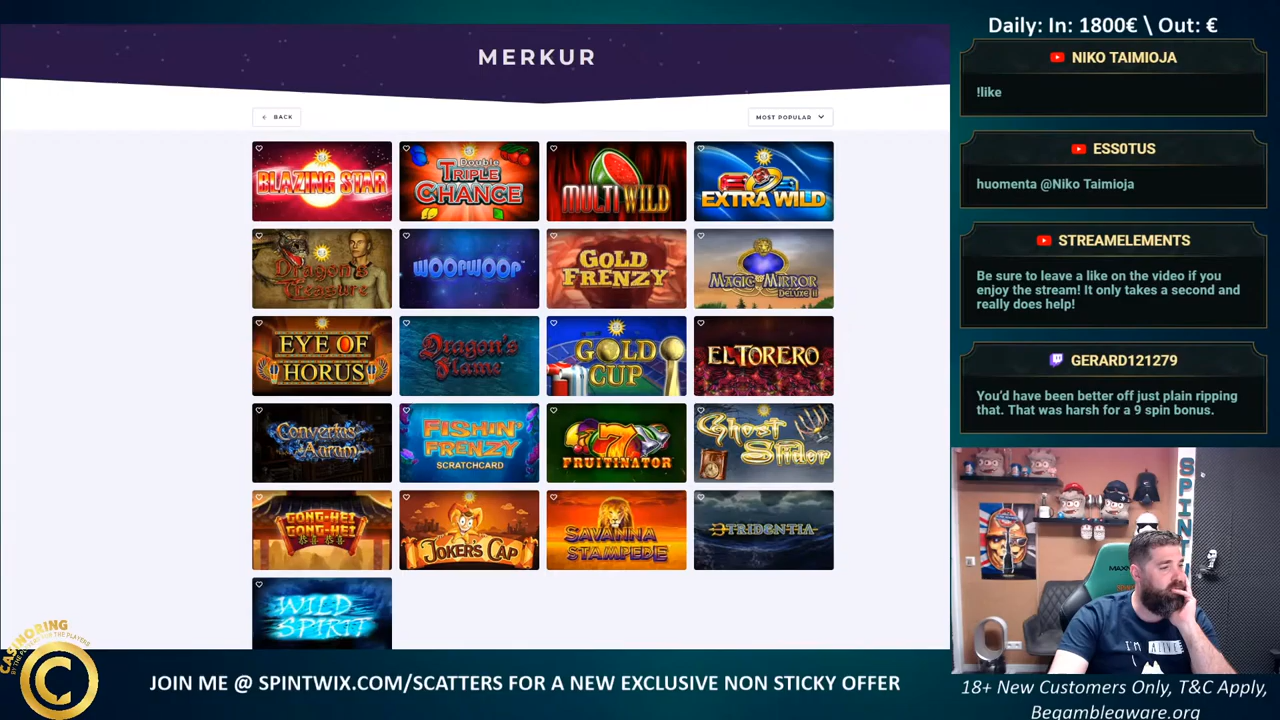 MERKUR
← BACK
MOST POPULAR
BLAZING STAR
Double
TRIPLE
CHANCE
MULTI WILD
EXTRA WILD
Dragon's
Treasure
WOOPWOOP
GOLD
FRENZY
MAGIC MIRROR
DELUXE II
EYE OF
HORUS
Dragon's
Flame
GOLD
CUP
EL TORERO
Convertus
Aurum
FISHIN'
FRENZY
SCRATCHCARD
7
FRUITINATOR
Ghost
Slider
GONG-HEI
GONG-HEI!
JOKERS CAP
SAVANNA
STAMPEDE
TRIDENTIA
WILD
SPIRIT
Daily: In: 1800€ \ Out: €
NIKO TAIMIOJA
!like
ESS0TUS
huomenta @Niko Taimioja
STREAMELEMENTS
Be sure to leave a like on the video if you
enjoy the stream! It only takes a second and
really does help!
GERARD121279
You'd have been better off just plain ripping
that. That was harsh for a 9 spin bonus.
I'M ALIVE
CASINORING
JOIN ME @ SPINTWIX.COM/SCATTERS FOR A NEW EXCLUSIVE NON STICKY OFFER
18+ New Customers Only, T&C Apply,
Begambleaware.org